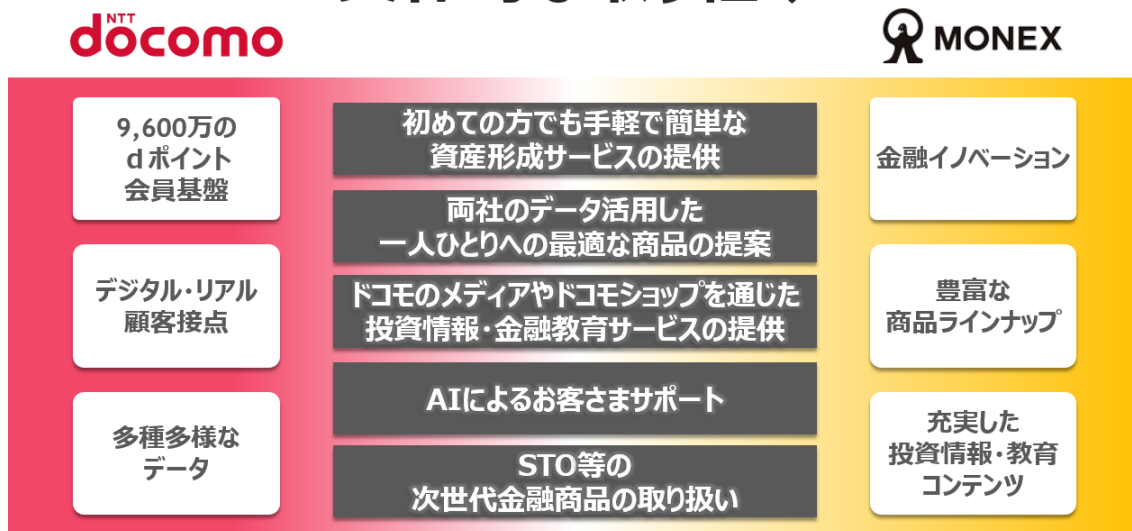 NTT
docomo
MONEX
9,600万の
dポイント
会員基盤
デジタル・リアル
顧客接点
多種多様な
データ
初めての方でも手軽で簡単な
資産形成サービスの提供
両社のデータ活用した
一人ひとりへの最適な商品の提案
ドコモのメディアやドコモショップを通じた
投資情報・金融教育サービスの提供
AIによるお客さまサポート
STO等の
次世代金融商品の取り扱い
金融イノベーション
豊富な
商品ラインナップ
充実した
投資情報・教育
コンテンツ